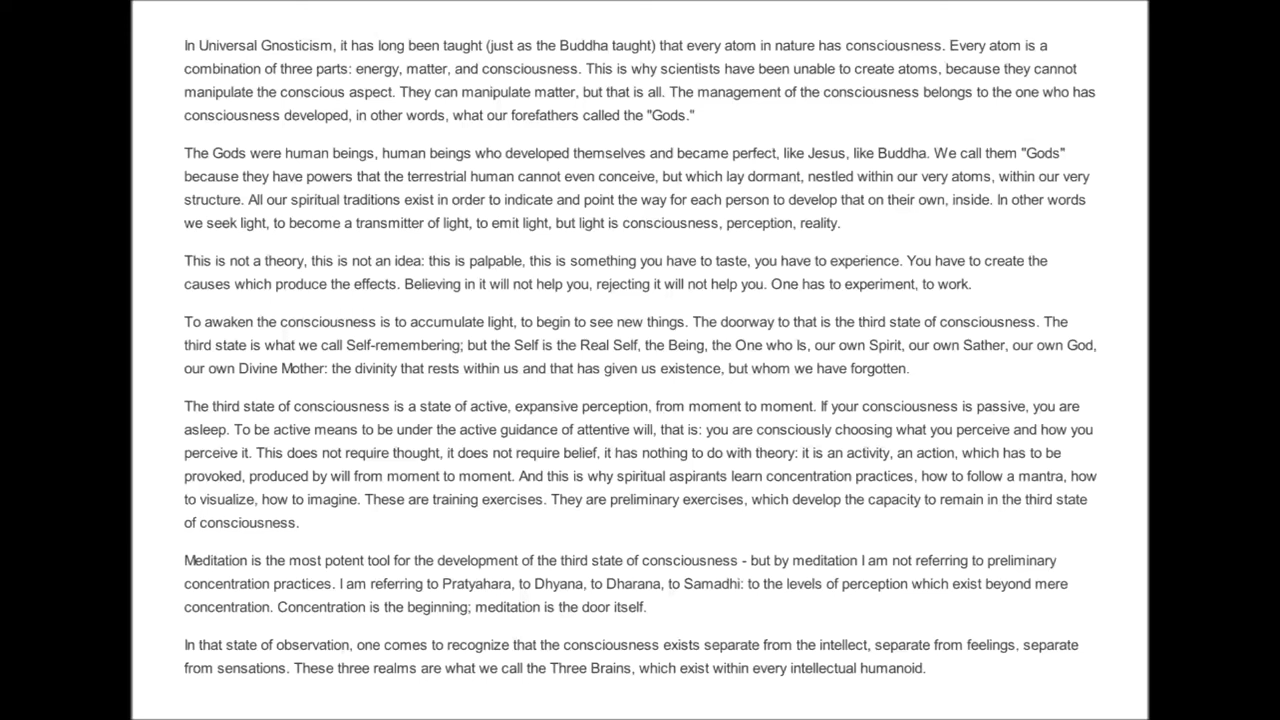 In Universal Gnosticism, it has long been taught (just as the Buddha taught) that every atom in nature has consciousness. Every atom is a
combination of three parts: energy, matter, and consciousness. This is why scientists have been unable to create atoms, because they cannot
manipulate the conscious aspect. They can manipulate matter, but that is all. The management of the consciousness belongs to the one who has
consciousness developed, in other words, what our forefathers called the "Gods."
The Gods were human beings, human beings who developed themselves and became perfect, like Jesus, like Buddha. We call them "Gods"
because they have powers that the terrestrial human cannot even conceive, but which lay dormant, nestled within our very atoms, within our very
structure. All our spiritual traditions exist in order to indicate and point the way for each person to develop that on their own, inside. In other words
we seek light, to become a transmitter of light, to emit light, but light is consciousness, perception, reality.
This is not a theory, this is not an idea: this is palpable, this is something you have to taste, you have to experience. You have to create the
causes which produce the effects. Believing in it will not help you, rejecting it will not help you. One has to experiment, to work.
To awaken the consciousness is to accumulate light, to begin to see new things. The doorway to that is the third state of consciousness. The
third state is what we call Self-remembering; but the Self is the Real Self, the Being, the One who Is, our own Spirit, our own Sather, our own God,
our own Divine Mother: the divinity that rests within us and that has given us existence, but whom we have forgotten.
The third state of consciousness is a state of active, expansive perception, from moment to moment. If your consciousness is passive, you are
asleep. To be active means to be under the active guidance of attentive will, that is: you are consciously choosing what you perceive and how you
perceive it. This does not require thought, it does not require belief, it has nothing to do with theory: it is an activity, an action, which has to be
provoked, produced by will from moment to moment. And this is why spiritual aspirants learn concentration practices, how to follow a mantra, how
to visualize, how to imagine. These are training exercises. They are preliminary exercises, which develop the capacity to remain in the third state
of consciousness.
Meditation is the most potent tool for the development of the third state of consciousness - but by meditation I am not referring to preliminary
concentration practices. I am referring to Pratyahara, to Dhyana, to Dharana, to Samadhi: to the levels of perception which exist beyond mere
concentration. Concentration is the beginning; meditation is the door itself.
In that state of observation, one comes to recognize that the consciousness exists separate from the intellect, separate from feelings, separate
from sensations. These three realms are what we call the Three Brains, which exist within every intellectual humanoid.